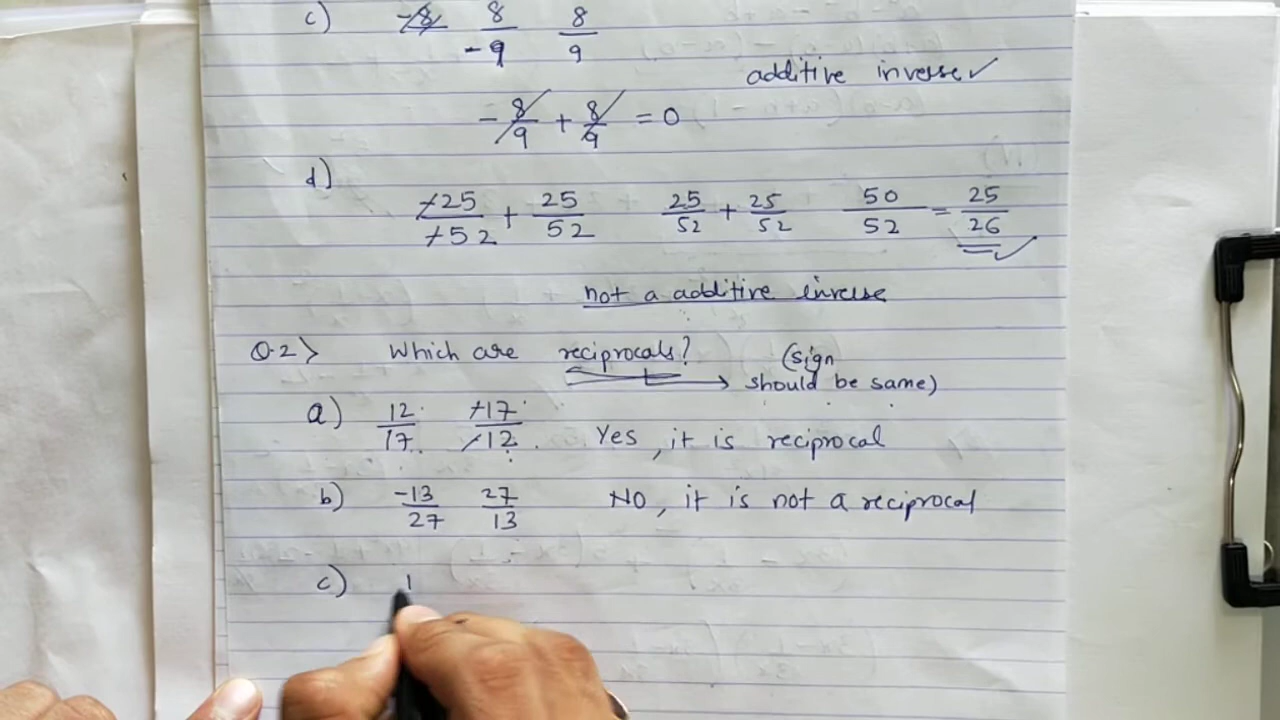 c) -8 8/-9 8/9
additive inverse ✓
-8/9 + 8/9 = 0
d)
-25/-52 + 25/52 25/52 + 25/52 50/52 = 25/26 ✓
not a additive inverse
Q.2> Which are reciprocals? (sign
→ should be same)
a) 12/17 -17/-12 Yes, it is reciprocal
b) -13/27 27/13 NO, it is not a reciprocal
c) 1